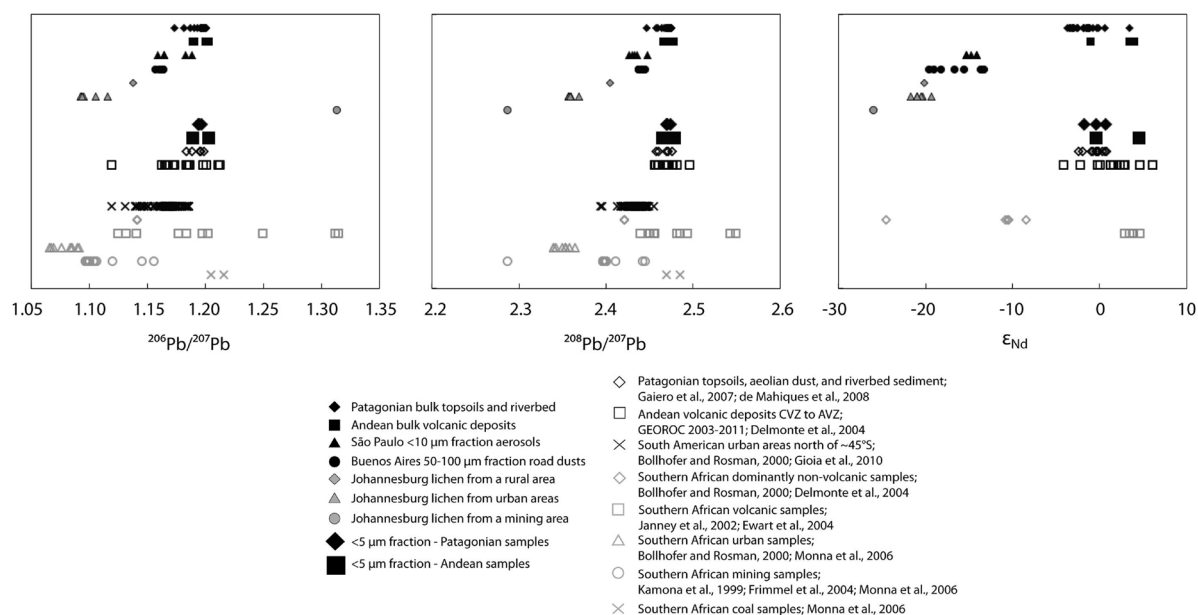 1.05 1.10 1.15 1.20 1.25 1.30 1.35
²⁰⁶Pb/²⁰⁷Pb
2.2 2.3 2.4 2.5 2.6
²⁰⁸Pb/²⁰⁷Pb
-30 -20 -10 0 10
εNd
Patagonian bulk topsoils and riverbed
Andean bulk volcanic deposits
São Paulo <10 µm fraction aerosols
Buenos Aires 50-100 µm fraction road dusts
Johannesburg lichen from a rural area
Johannesburg lichen from urban areas
Johannesburg lichen from a mining area
<5 µm fraction - Patagonian samples
<5 µm fraction - Andean samples
Patagonian topsoils, aeolian dust, and riverbed sediment;
Gaiero et al., 2007; de Mahiques et al., 2008
Andean volcanic deposits CVZ to AVZ;
GEOROC 2003-2011; Delmonte et al., 2004
South American urban areas north of ~45°S;
Bollhofer and Rosman, 2000; Gioia et al., 2010
Southern African dominantly non-volcanic samples;
Bollhofer and Rosman, 2000; Delmonte et al., 2004
Southern African volcanic samples;
Janney et al., 2002; Ewart et al., 2004
Southern African urban samples;
Bollhofer and Rosman, 2000; Monna et al., 2006
Southern African mining samples;
Kamona et al., 1999; Frimmel et al., 2004; Monna et al., 2006
Southern African coal samples; Monna et al., 2006